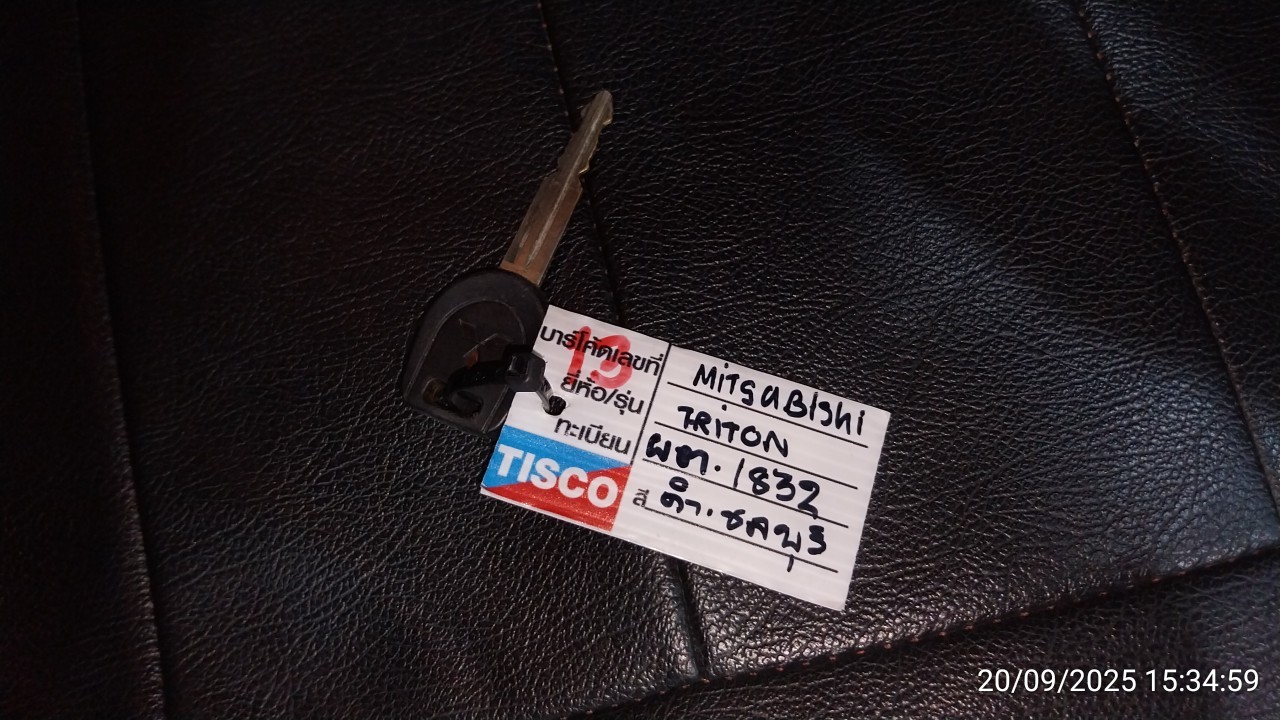 บาร์โค้ดเลขที่
13
ยี่ห้อ/รุ่น
MITSUBISHI
TRITON
ทะเบียน
ผต. 1832
TISCO
สี ดำ. ชลบุรี
20/09/2025 15:34:59